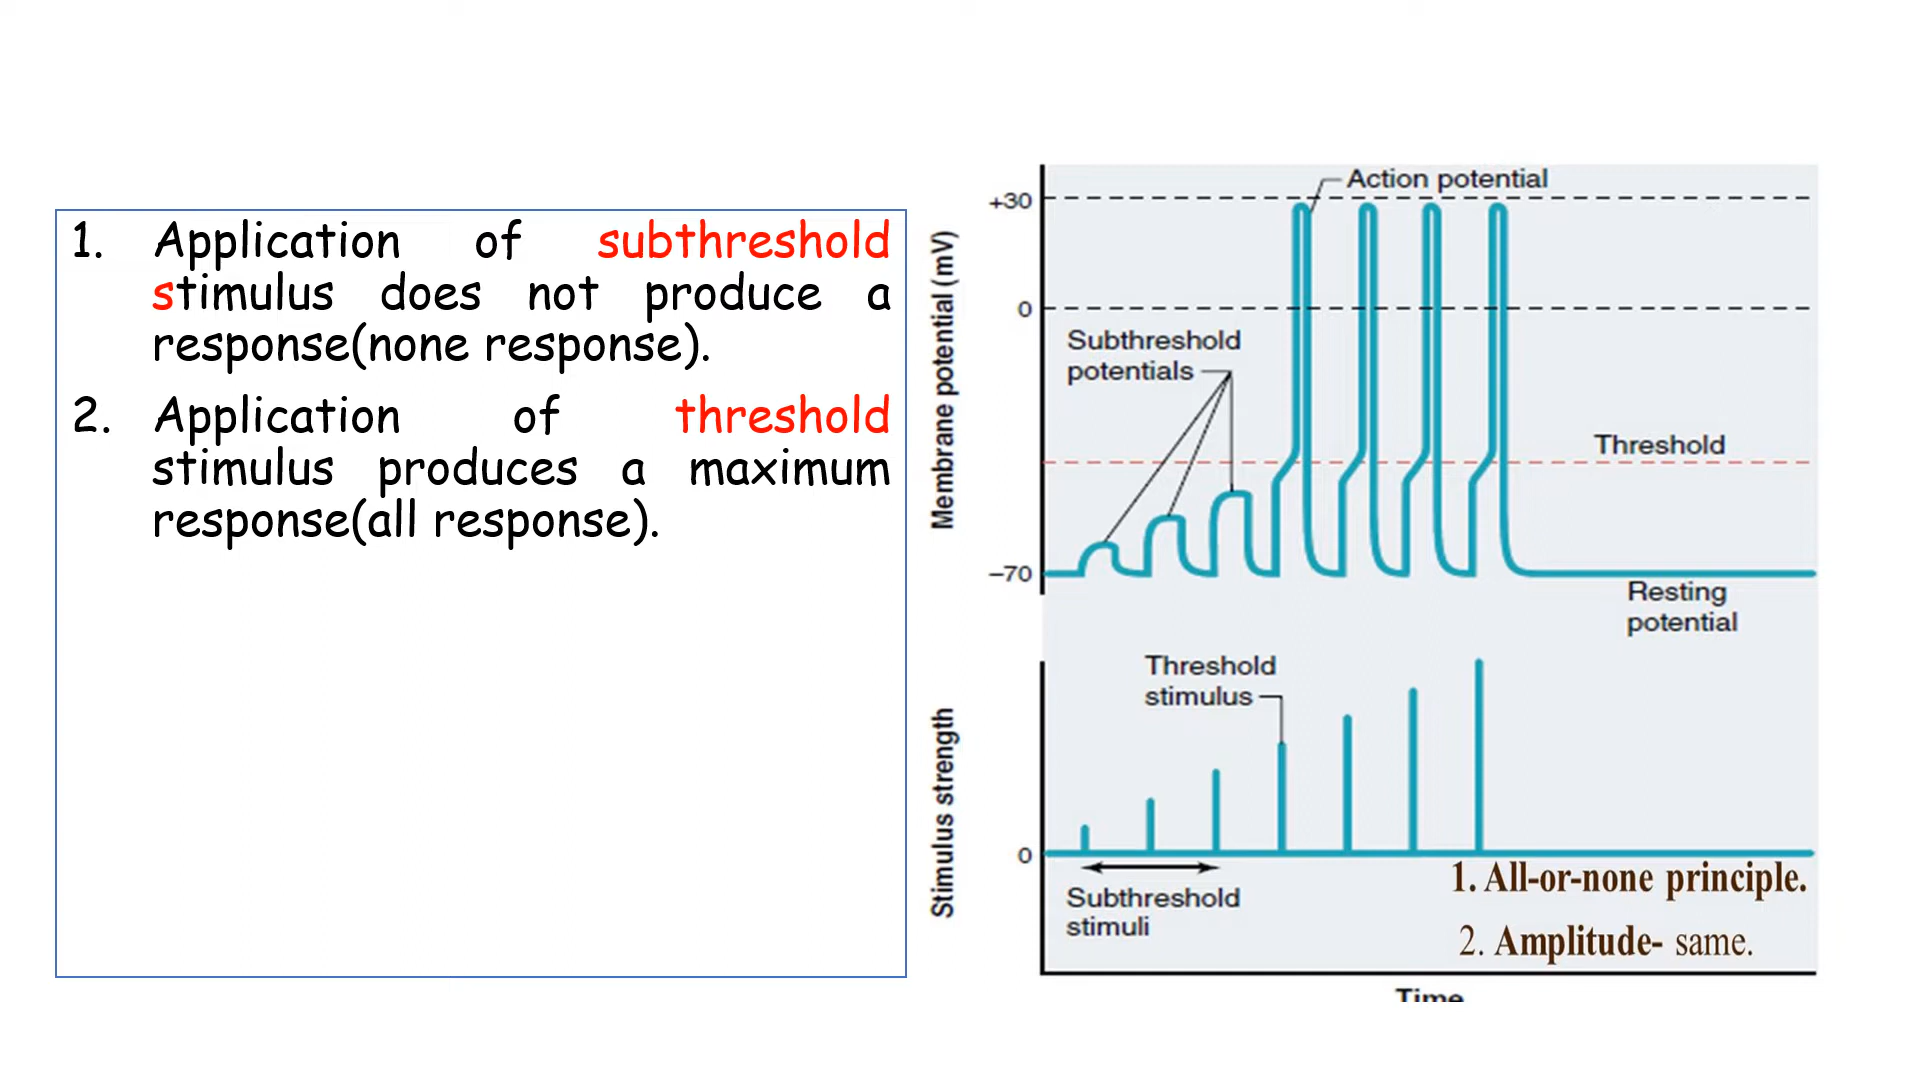 1. Application of subthreshold
stimulus does not produce a
response(none response).
2. Application of threshold
stimulus produces a maximum
response(all response).
Membrane potential (mV)
+30
0
–70
Action potential
Subthreshold
potentials
Threshold
Resting
potential
Stimulus strength
0
Threshold
stimulus
Subthreshold
stimuli
1. All-or-none principle.
2. Amplitude- same.
Time